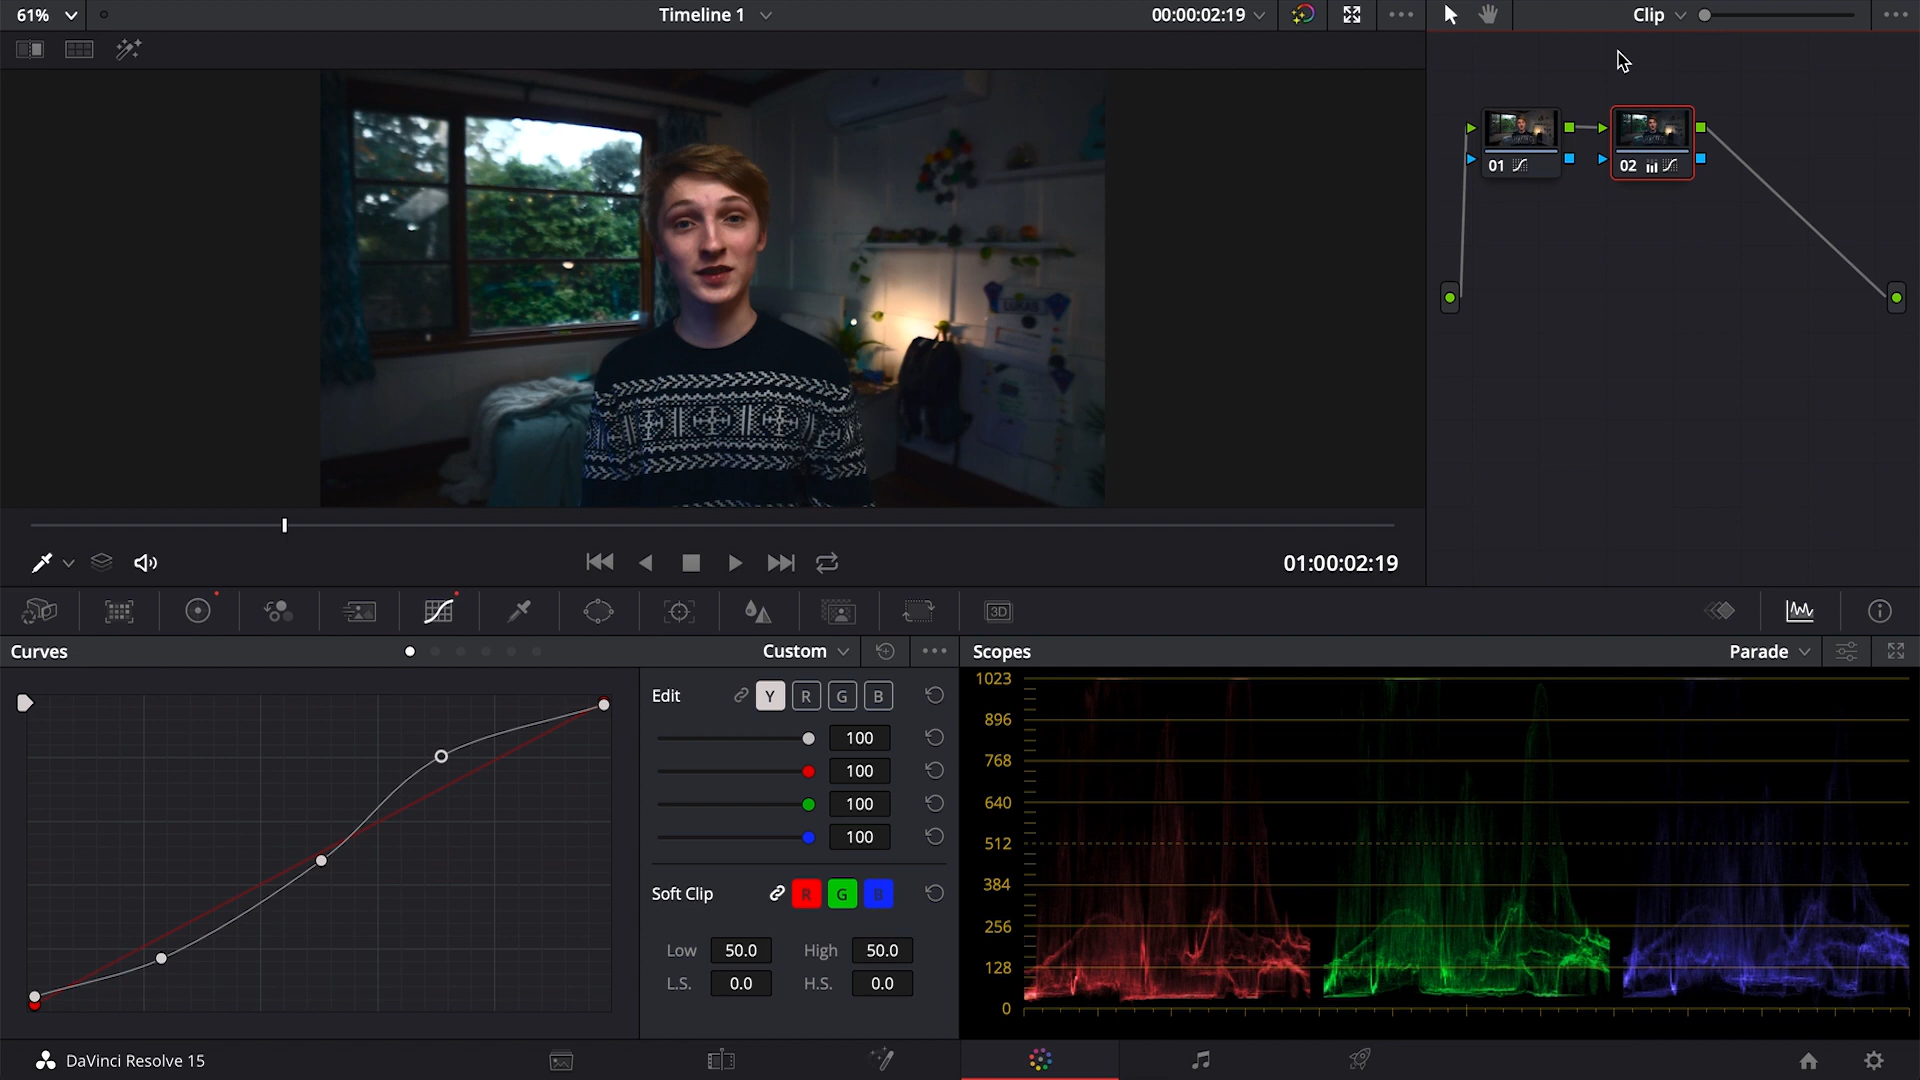 61%
Timeline 1
00:00:02:19
Clip
01
02
LUKAS
01:00:02:19
3D
Curves
Custom
Scopes
Parade
Edit
Y R G B
100
100
100
100
Soft Clip
R G B
Low 50.0 High 50.0
L.S. 0.0 H.S. 0.0
1023
896
768
640
512
384
256
128
0
DaVinci Resolve 15